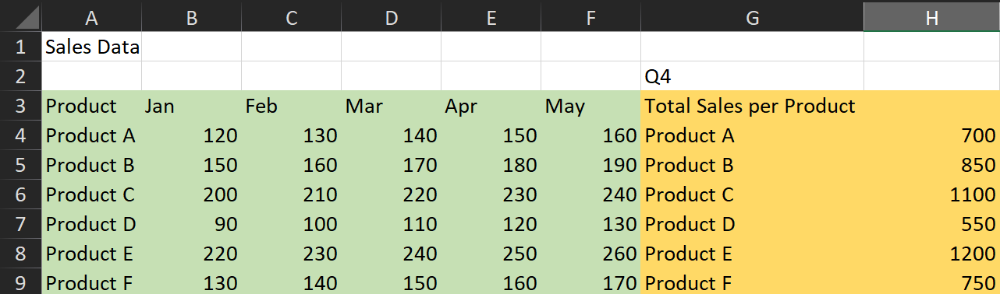 A B C D E F G H
1 Sales Data
2 Q4
3 Product Jan Feb Mar Apr May Total Sales per Product
4 Product A 120 130 140 150 160 Product A 700
5 Product B 150 160 170 180 190 Product B 850
6 Product C 200 210 220 230 240 Product C 1100
7 Product D 90 100 110 120 130 Product D 550
8 Product E 220 230 240 250 260 Product E 1200
9 Product F 130 140 150 160 170 Product F 750